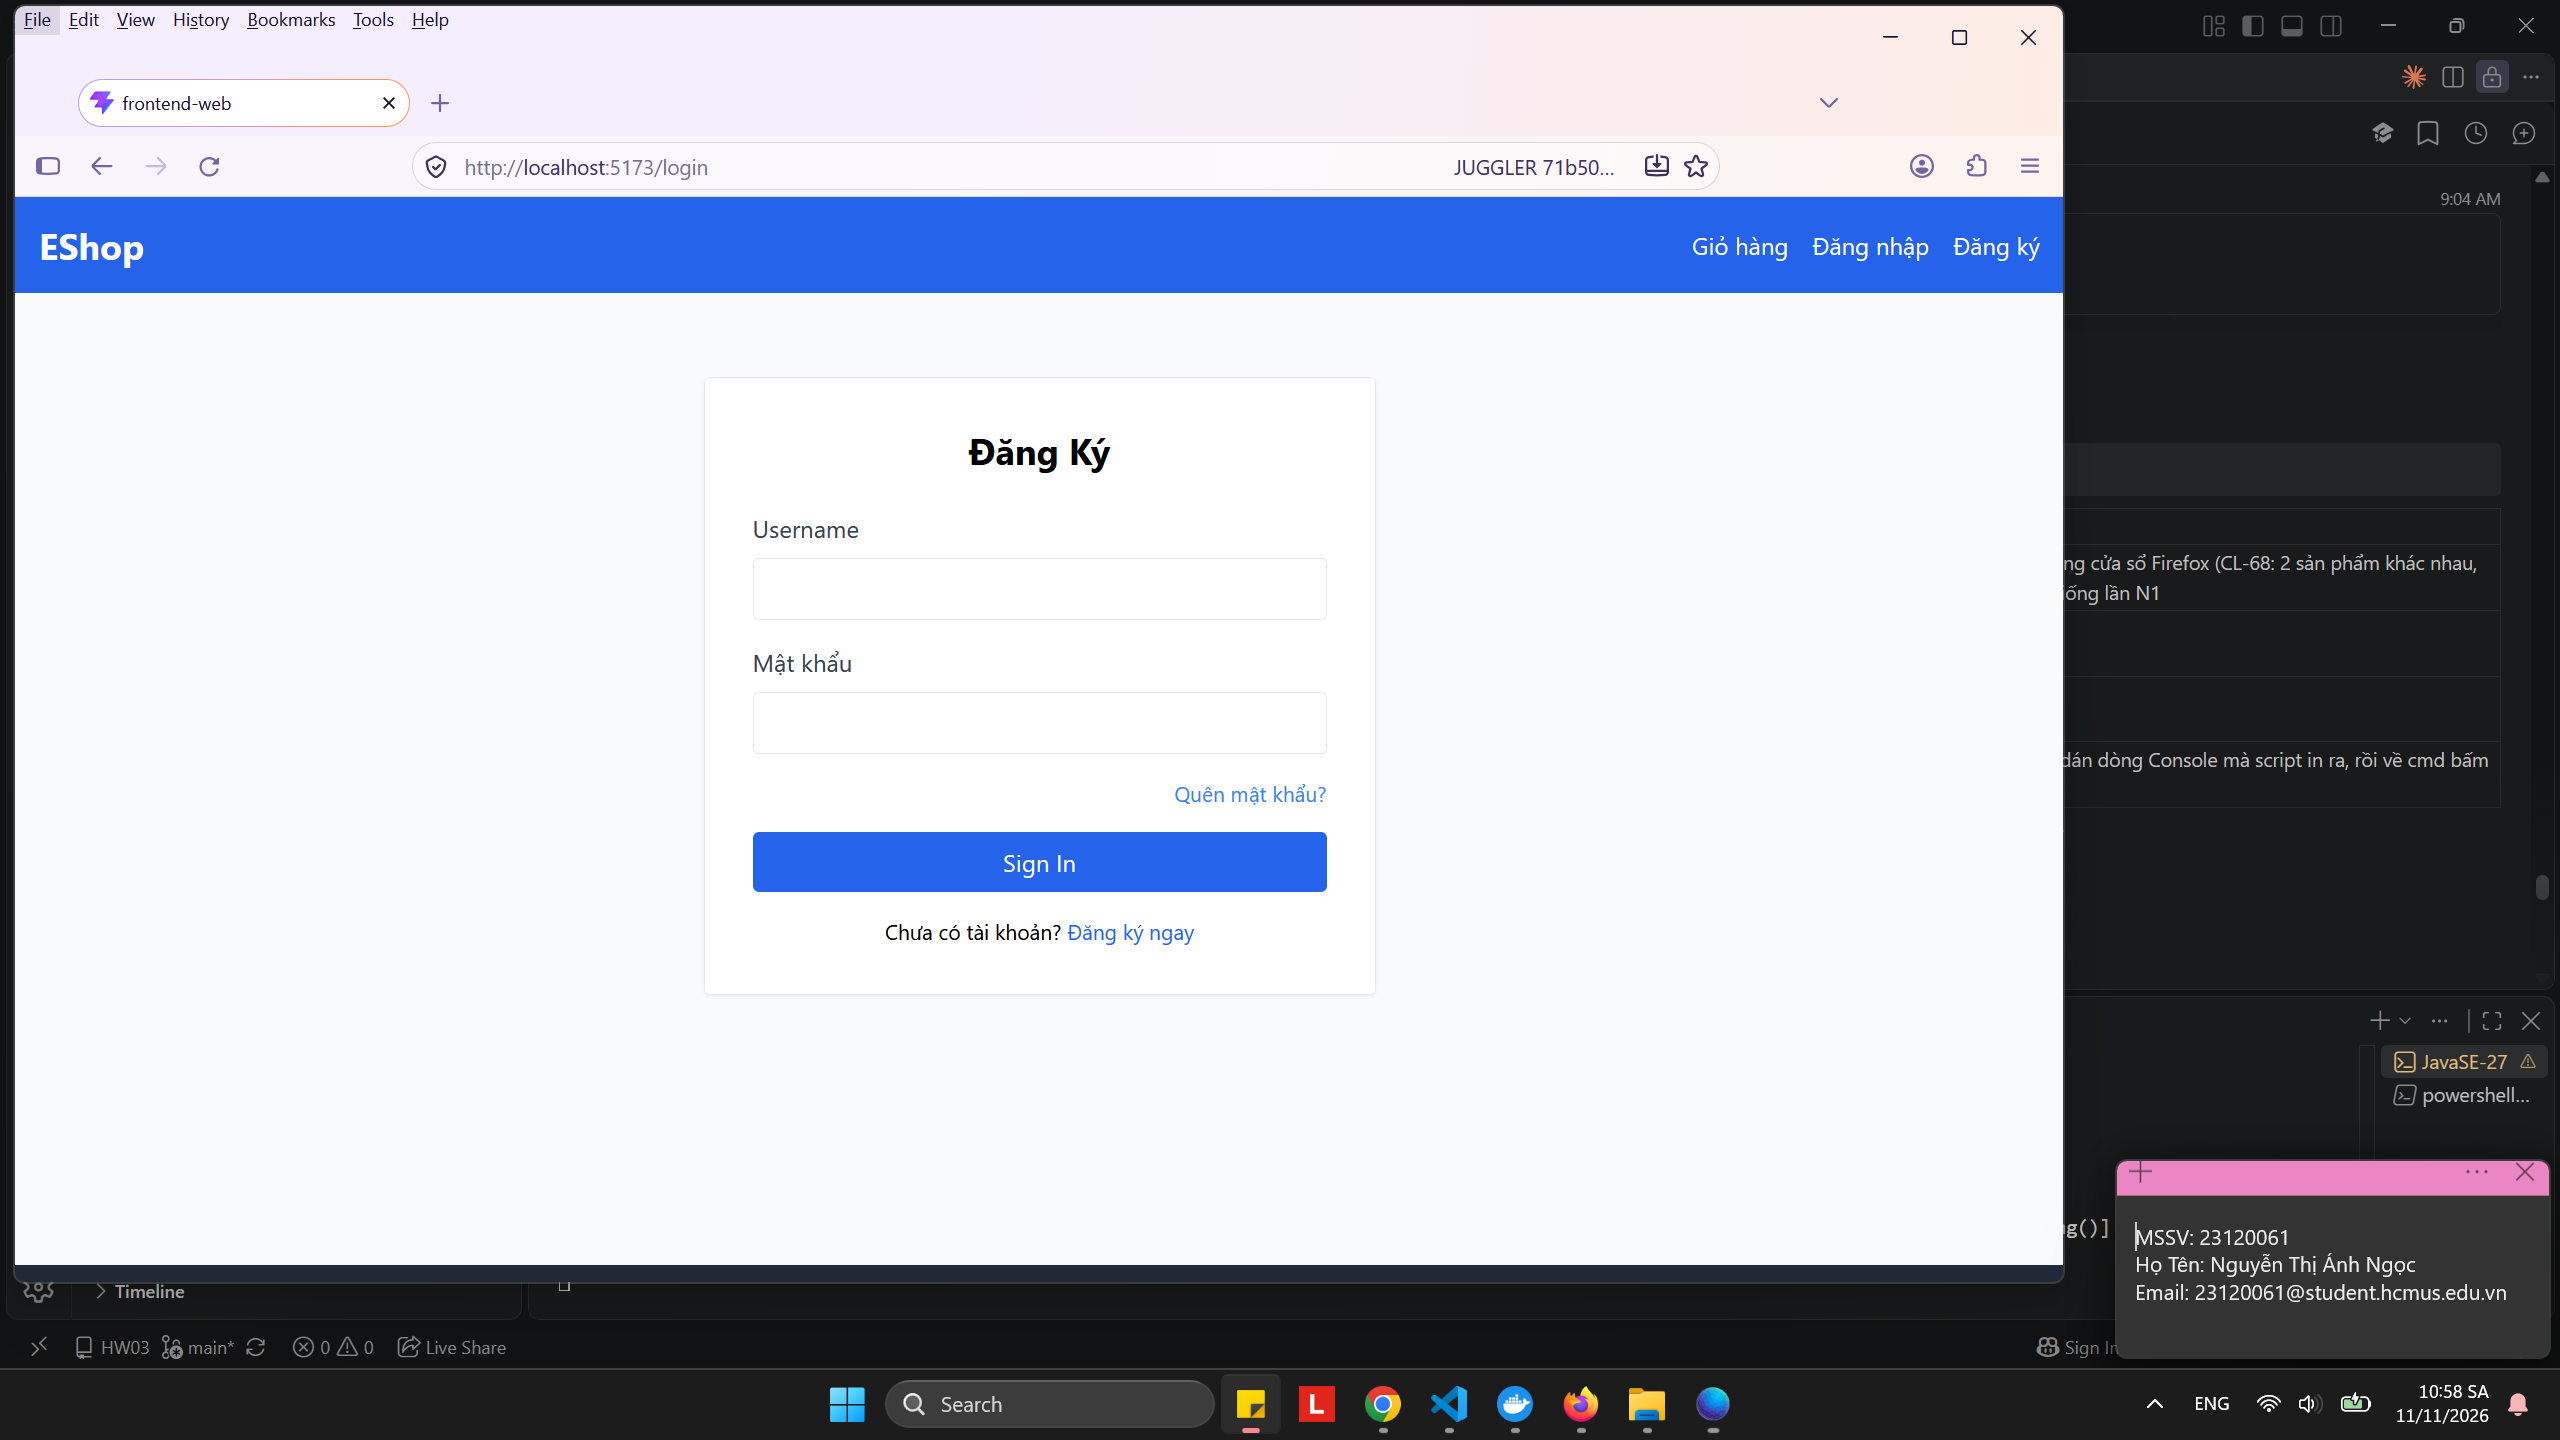 File Edit View History Bookmarks Tools Help
frontend-web
http://localhost:5173/login JUGGLER 71b50...
EShop
Giỏ hàng Đăng nhập Đăng ký
Đăng Ký
Username
Mật khẩu
Quên mật khẩu?
Sign In
Chưa có tài khoản? Đăng ký ngay
9:04 AM
cửa sổ Firefox (CL-68: 2 sản phẩm khác nhau,
lần N1
dòng Console mà script in ra, rồi về cmd bấm
JavaSE-27
powershell...
MSSV: 23120061
Họ Tên: Nguyễn Thị Ánh Ngọc
Email: 23120061@student.hcmus.edu.vn
Timeline
HW03 main* 0 0 Live Share
Sign In
Search
L
ENG
10:58 SA
11/11/2026